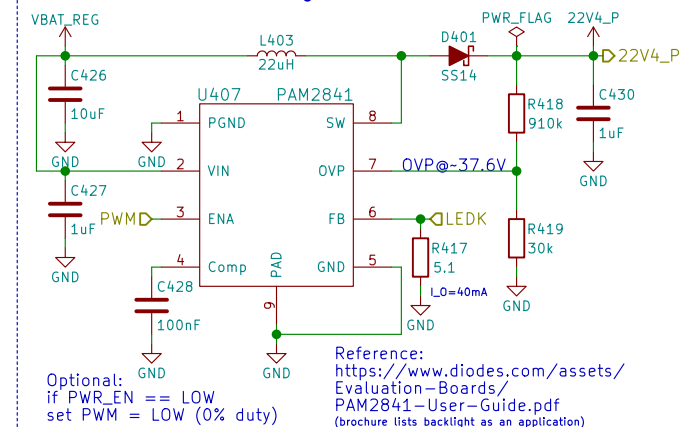 VBAT_REG
PWR_FLAG
22V4_P
L403
22uH
D401
SS14
22V4_P
C426
10uF
GND
U407
PAM2841
R418
910k
C430
1uF
GND
1
PGND
SW
8
GND
2
VIN
OVP
7
OVP@~37.6V
C427
1uF
GND
PWM
3
ENA
FB
6
LEDK
R419
30k
GND
R417
5.1
I_O=40mA
GND
4
Comp
PAD
GND
5
9
C428
100nF
GND
GND
Optional:
if PWR_EN == LOW
set PWM = LOW (0% duty)
Reference:
https://www.diodes.com/assets/
Evaluation-Boards/
PAM2841-User-Guide.pdf
(brochure lists backlight as an application)